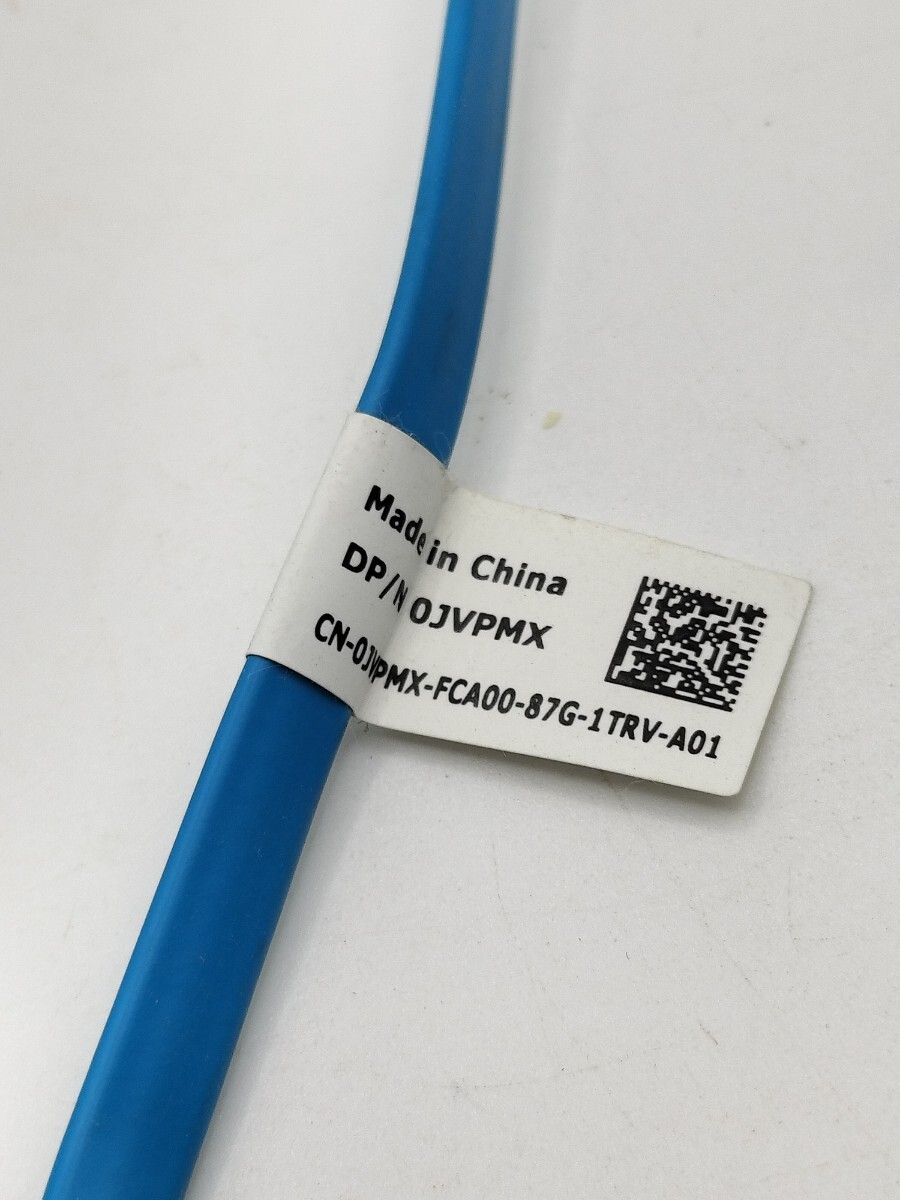 Made in China
DP/N 0JVPMX
CN-0JVPMX-FCA00-87G-1TRV-A01